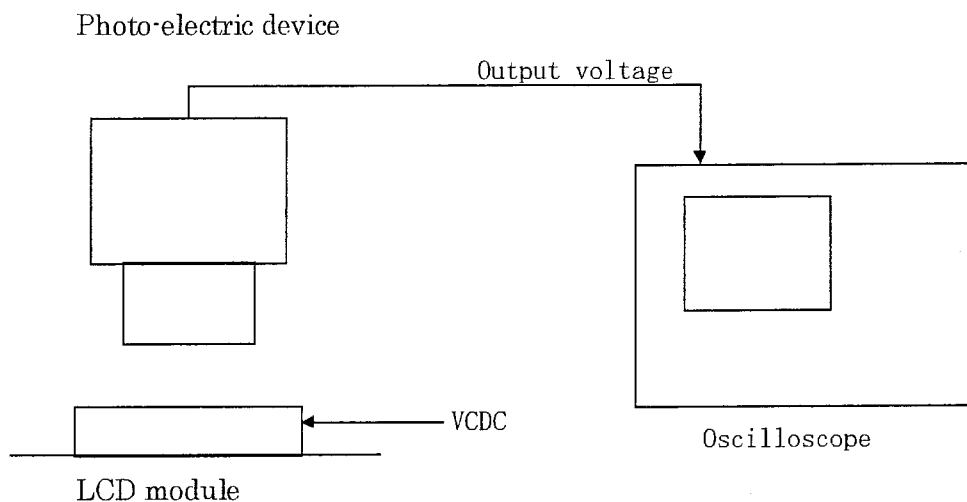 Photo-electric device
Output voltage
VCDC
Oscilloscope
LCD module